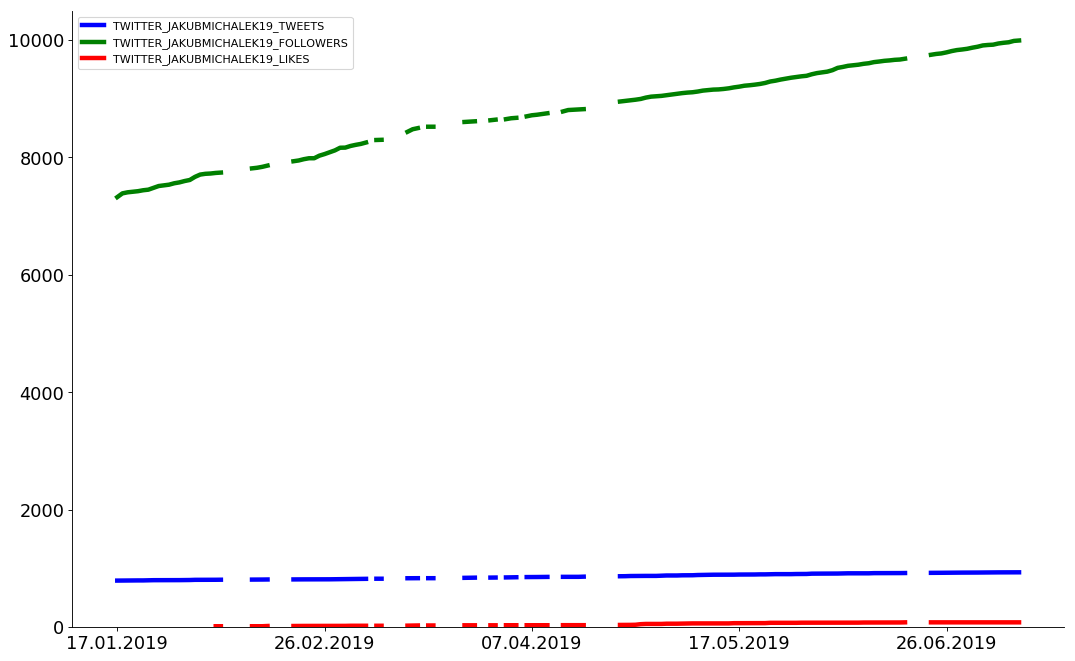 TWITTER_JAKUBMICHALEK19_TWEETS
TWITTER_JAKUBMICHALEK19_FOLLOWERS
TWITTER_JAKUBMICHALEK19_LIKES
10000
8000
6000
4000
2000
0
17.01.2019 26.02.2019 07.04.2019 17.05.2019 26.06.2019